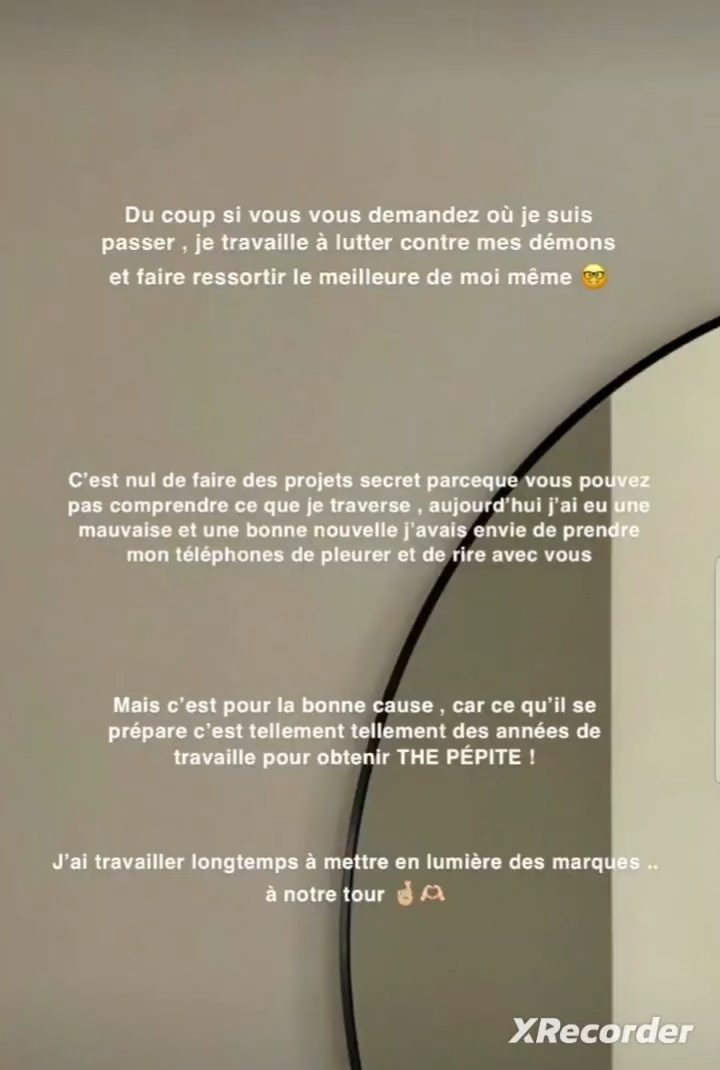 Du coup si vous vous demandez où je suis
passer , je travaille à lutter contre mes démons
et faire ressortir le meilleure de moi même 🤓
C'est nul de faire des projets secret parceque vous pouvez
pas comprendre ce que je traverse , aujourd'hui j'ai eu une
mauvaise et une bonne nouvelle j'avais envie de prendre
mon téléphones de pleurer et de rire avec vous
Mais c'est pour la bonne cause , car ce qu'il se
prépare c'est tellement tellement des années de
travaille pour obtenir THE PÉPITE !
J'ai travailler longtemps à mettre en lumière des marques ..
à notre tour 🤞🏼🫶🏼
XRecorder